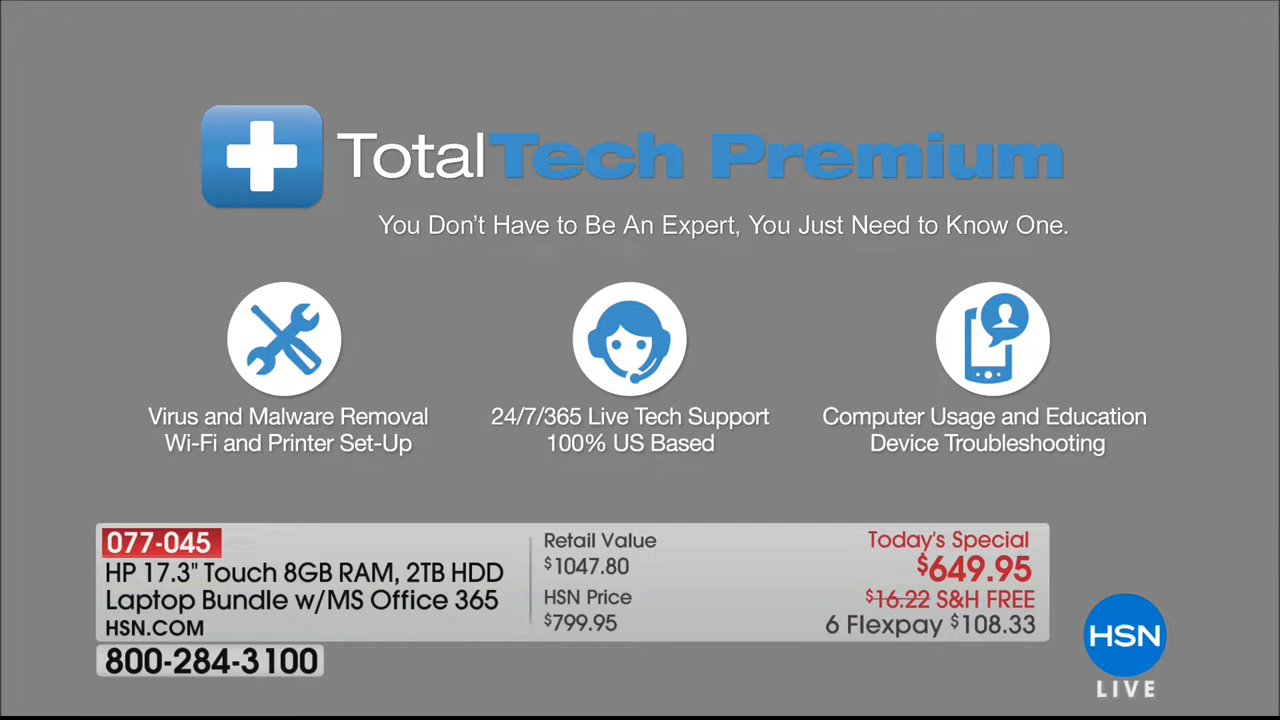 TotalTech Premium
You Don't Have to Be An Expert, You Just Need to Know One.
Virus and Malware Removal
Wi-Fi and Printer Set-Up
24/7/365 Live Tech Support
100% US Based
Computer Usage and Education
Device Troubleshooting
077-045
HP 17.3" Touch 8GB RAM, 2TB HDD
Laptop Bundle w/MS Office 365
HSN.COM
800-284-3100
Retail Value
$1047.80
HSN Price
$799.95
Today's Special
$649.95
$16.22 S&H FREE
6 Flexpay $108.33
HSN
LIVE